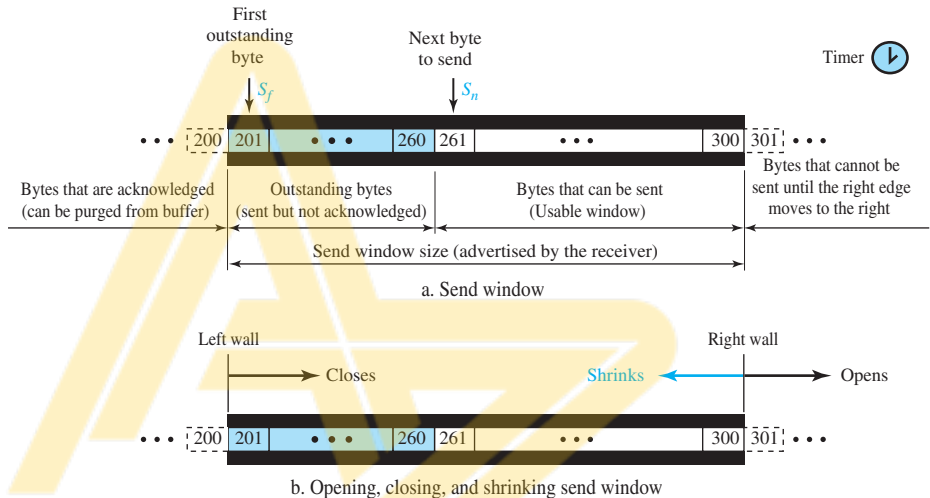 First
outstanding
byte
Next byte
to send
Timer
S_f
S_n
••• 200 201 ••• 260 261 ••• 300 301 •••
Bytes that are acknowledged
(can be purged from buffer)
Outstanding bytes
(sent but not acknowledged)
Bytes that can be sent
(Usable window)
Bytes that cannot be
sent until the right edge
moves to the right
Send window size (advertised by the receiver)
a. Send window
Left wall
Right wall
Closes
Shrinks
Opens
••• 200 201 ••• 260 261 ••• 300 301 •••
b. Opening, closing, and shrinking send window